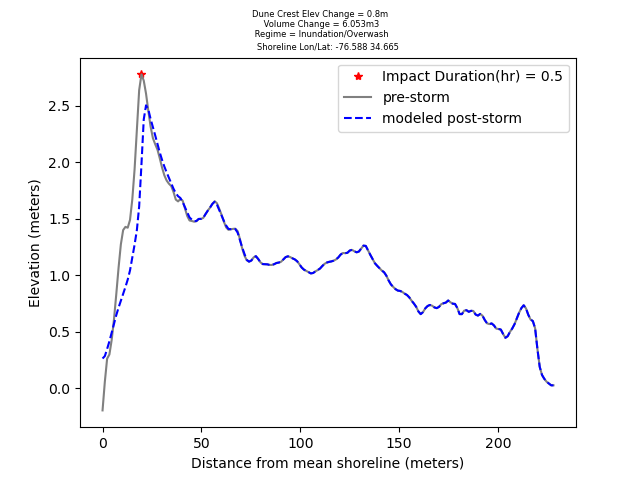 Dune Crest Elev Change = 0.8m
Volume Change = 6.053m3
Regime = Inundation/Overwash
Shoreline Lon/Lat: -76.588 34.665
Impact Duration(hr) = 0.5
pre-storm
modeled post-storm
Elevation (meters)
2.5
2.0
1.5
1.0
0.5
0.0
0 50 100 150 200
Distance from mean shoreline (meters)